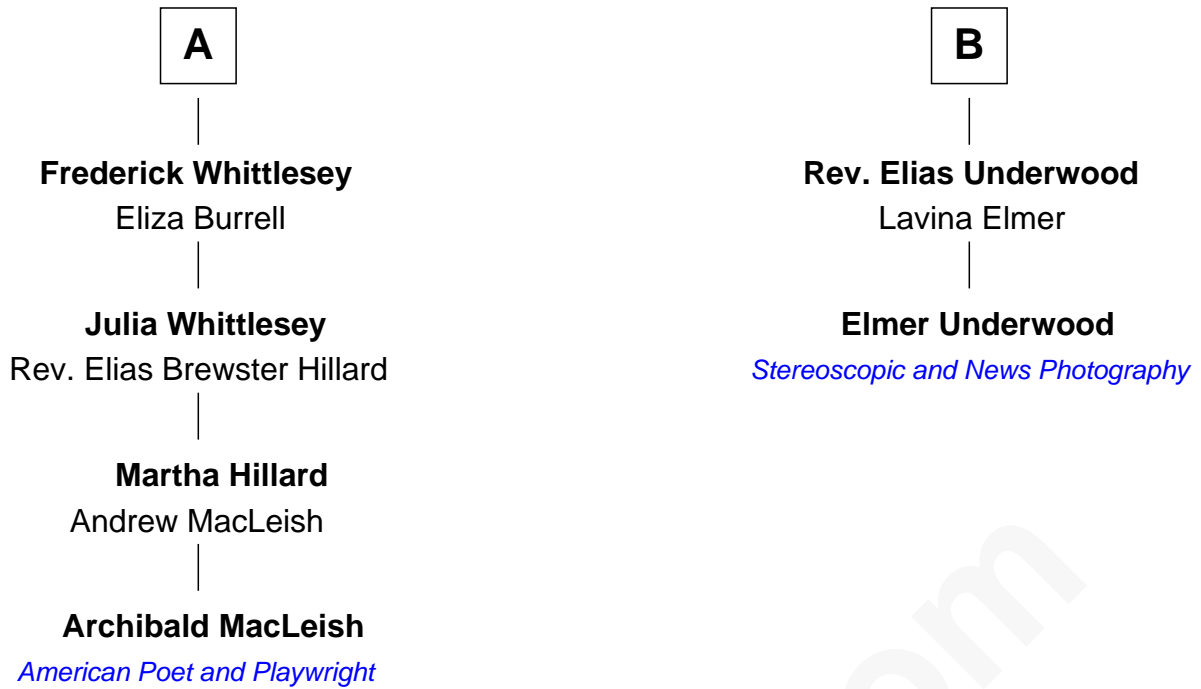 A
Frederick Whittlesey
Eliza Burrell
Julia Whittlesey
Rev. Elias Brewster Hillard
Martha Hillard
Andrew MacLeish
Archibald MacLeish
American Poet and Playwright
B
Rev. Elias Underwood
Lavina Elmer
Elmer Underwood
Stereoscopic and News Photography
om